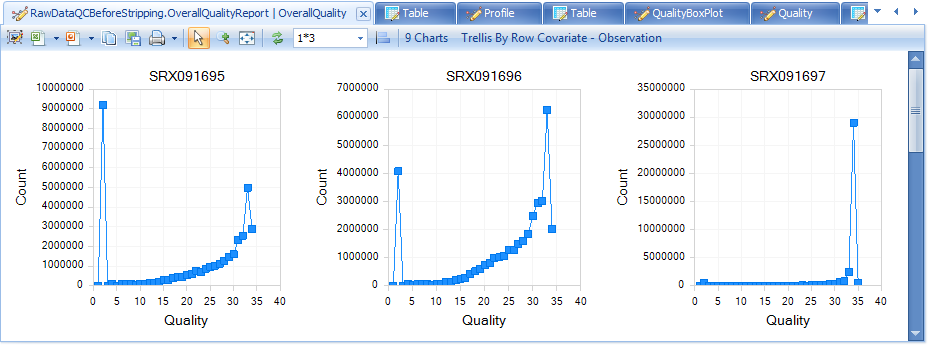 RawDataQCBeforeStripping.OverallQualityReport | OverallQuality Table Profile Table QualityBoxPlot Quality
1*3 9 Charts Trellis By Row Covariate - Observation
SRX091695 SRX091696 SRX091697
10000000
9000000
8000000
7000000
6000000
5000000
4000000
3000000
2000000
1000000
0
Count
0 5 10 15 20 25 30 35 40
Quality
7000000
6000000
5000000
4000000
3000000
2000000
1000000
0
Count
0 5 10 15 20 25 30 35 40
Quality
35000000
30000000
25000000
20000000
15000000
10000000
5000000
0
Count
0 5 10 15 20 25 30 35 40
Quality